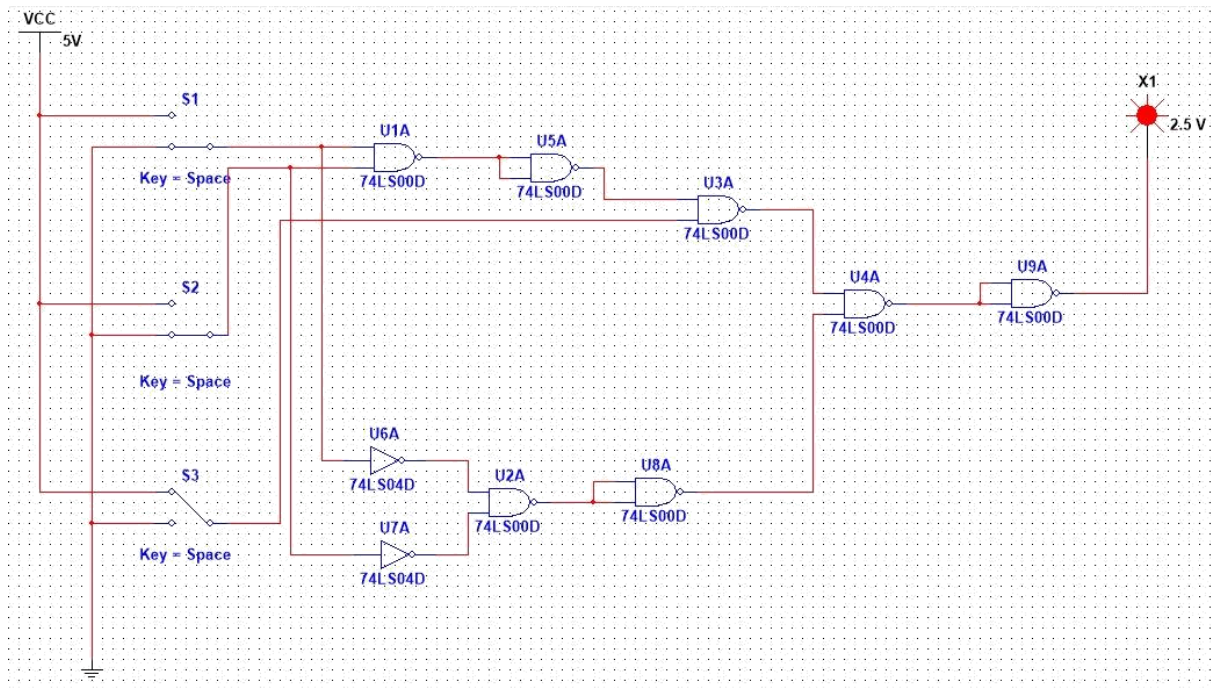 VCC
5V
S1
Key = Space
S2
Key = Space
S3
Key = Space
U1A
74LS00D
U5A
74LS00D
U3A
74LS00D
U4A
74LS00D
U9A
74LS00D
X1
2.5 V
U6A
74LS04D
U7A
74LS04D
U2A
74LS00D
U8A
74LS00D